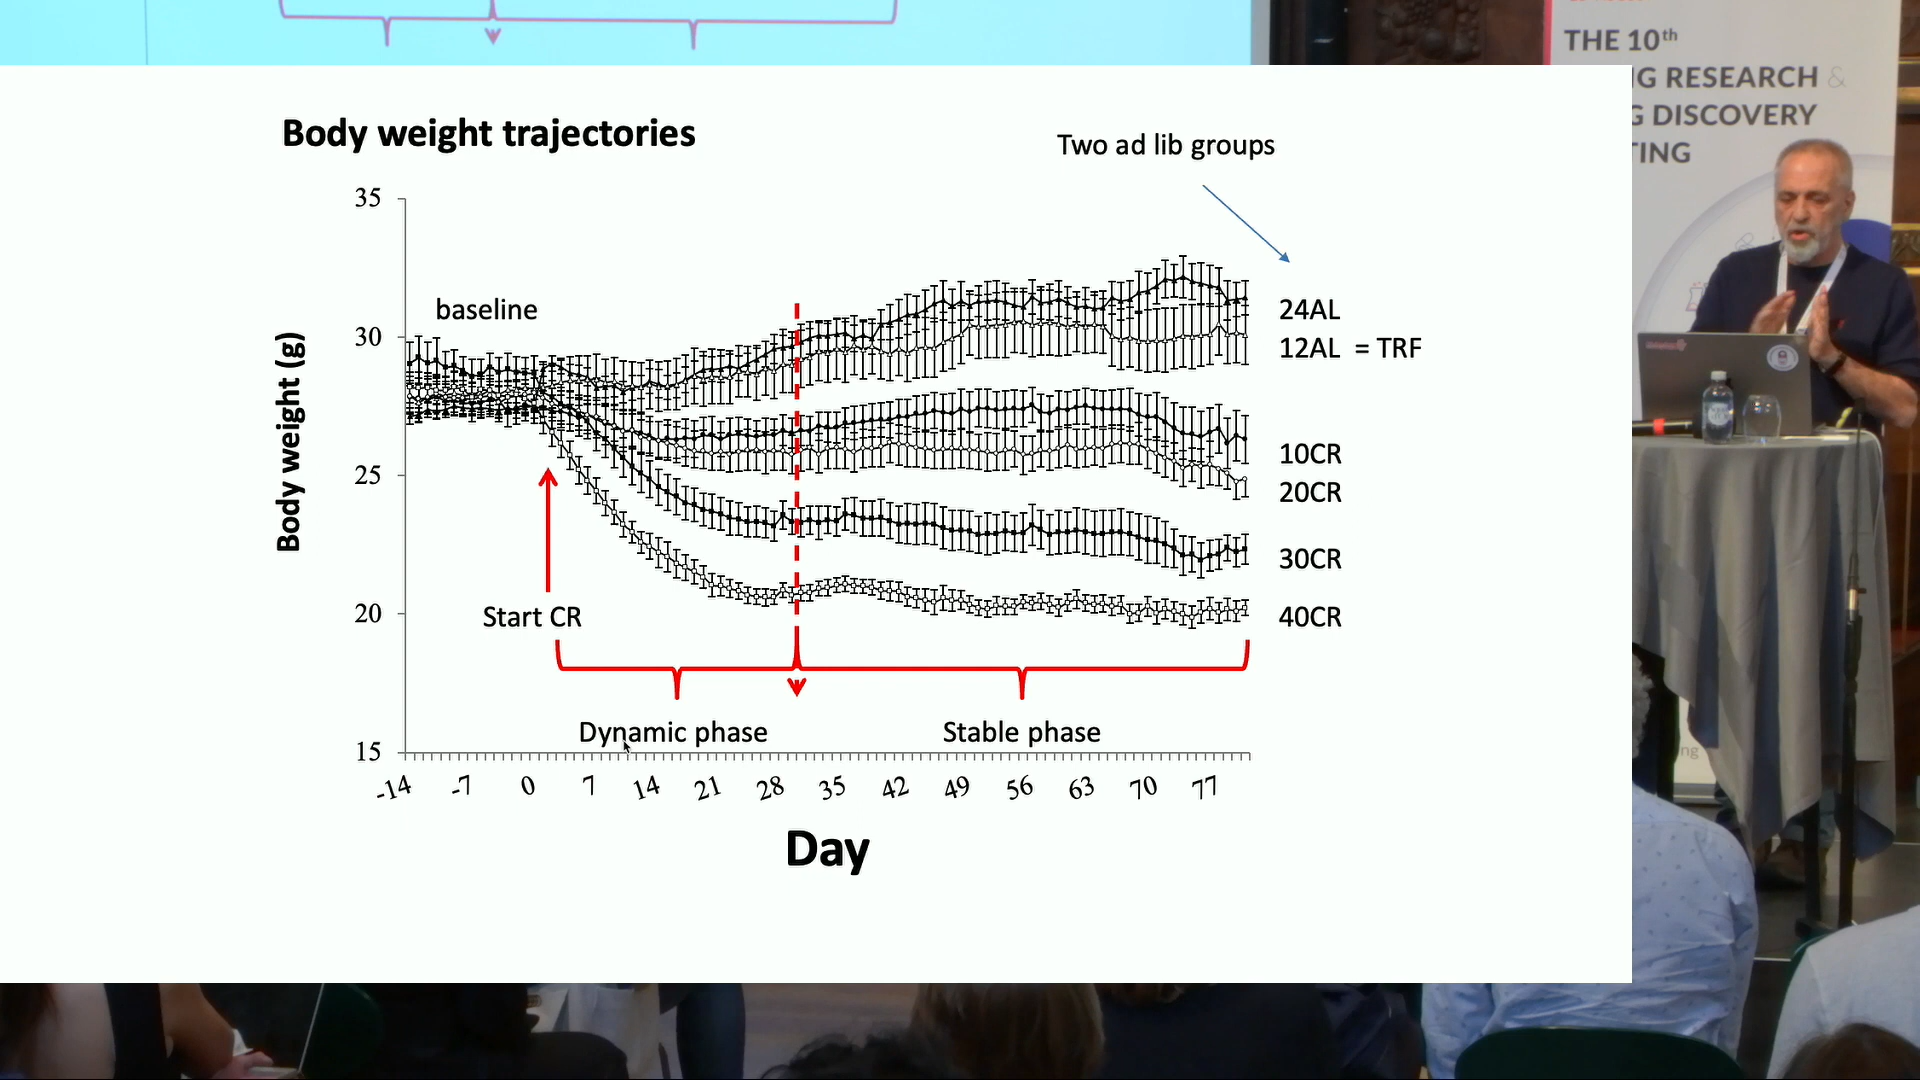 THE 10th
G RESEARCH &
G DISCOVERY
TING
Body weight trajectories
Two ad lib groups
35
30
25
20
15
Body weight (g)
baseline
24AL
12AL = TRF
10CR
20CR
30CR
40CR
Start CR
Dynamic phase
Stable phase
-14 -7 0 7 14 21 28 35 42 49 56 63 70 77
Day
ng